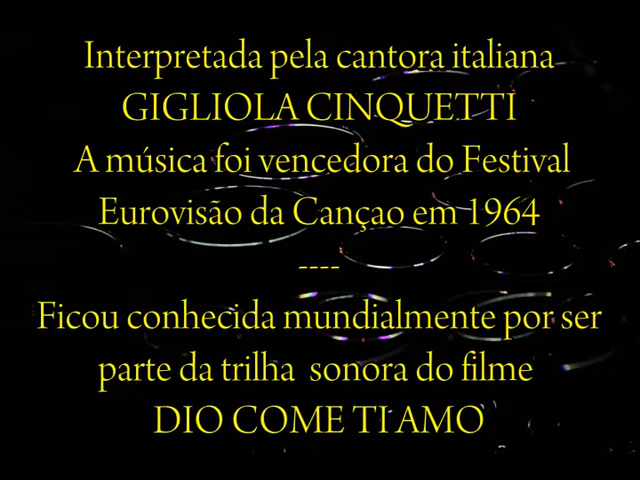 Interpretada pela cantora italiana
GIGLIOLA CINQUETTI
A música foi vencedora do Festival
Eurovisão da Cançao em 1964
----
Ficou conhecida mundialmente por ser
parte da trilha sonora do filme
DIO COME TI AMO